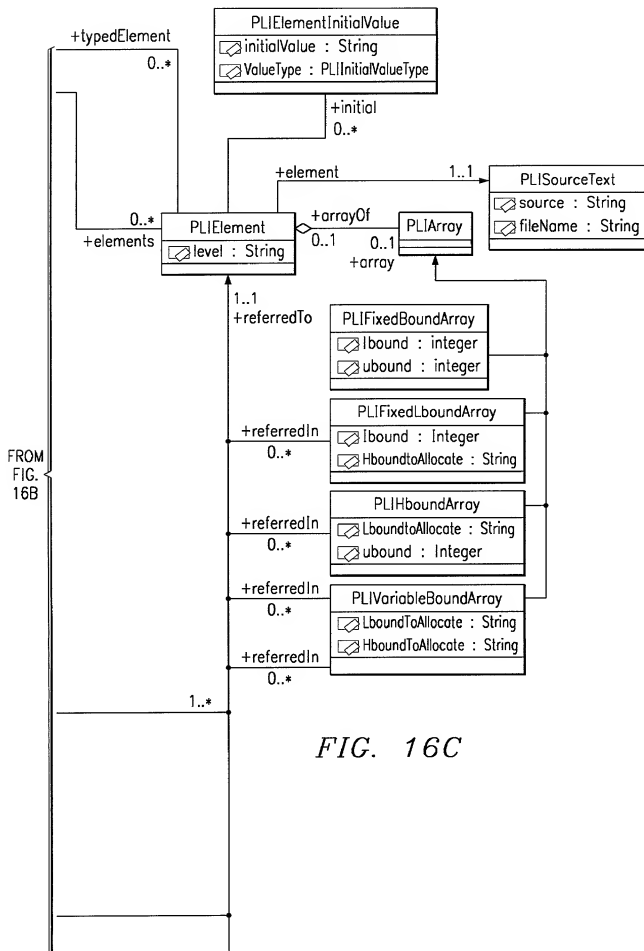 +typedElement
0..*
PLIElementInitialValue
initialValue : String
ValueType : PLIInitialValueType
+initial
0..*
+element
1..1
PLISourceText
source : String
fileName : String
0..*
+elements
PLIElement
level : String
+arrayOf
0..1
0..1
+array
PLIArray
1..1
+referredTo
PLIFixedBoundArray
lbound : integer
ubound : integer
PLIFixedLboundArray
lbound : Integer
HboundtoAllocate : String
+referredIn
0..*
FROM
FIG.
16B
PLIHboundArray
LboundtoAllocate : String
ubound : Integer
+referredIn
0..*
PLIVariableBoundArray
LboundToAllocate : String
HboundToAllocate : String
+referredIn
0..*
+referredIn
0..*
1..*
FIG. 16C